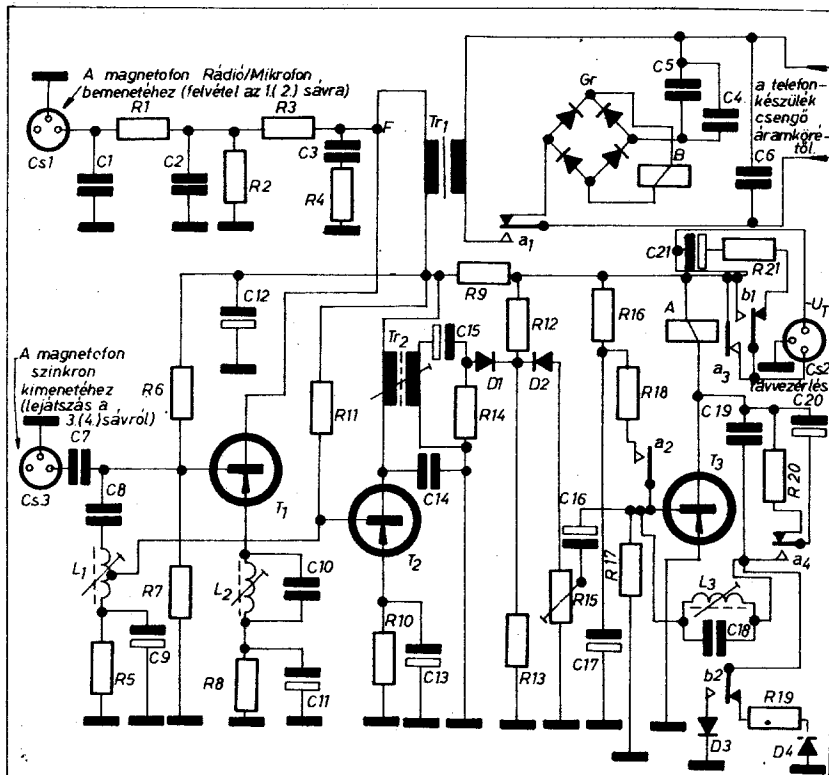 A magnetofon Rádió/Mikrofon
bemenetéhez (felvétel az 1.(2.) sávra)
Cs1
R1
R3
F
C1
C2
R2
C3
R4
Tr1
Gr
B
C5
C4
C6
a telefon-
készülék
csengő
áramköré-
től.
a1
C21
R21
b1
-UT
Cs2
távvezérlés
a3
A
C12
R9
R12
R16
R18
A magnetofon
szinkron
kimenetéhez
(lejátszás a
3.(4.)sávról)
R6
R11
Tr2
C15
D1
D2
R14
C14
C19
C20
R20
a2
a4
Cs3
C7
C8
T1
T2
T3
C16
R17
R15
L1
R7
L2
C10
R10
C13
R13
C17
L3
C18
R5
C9
R8
C11
b2
R19
D3
D4